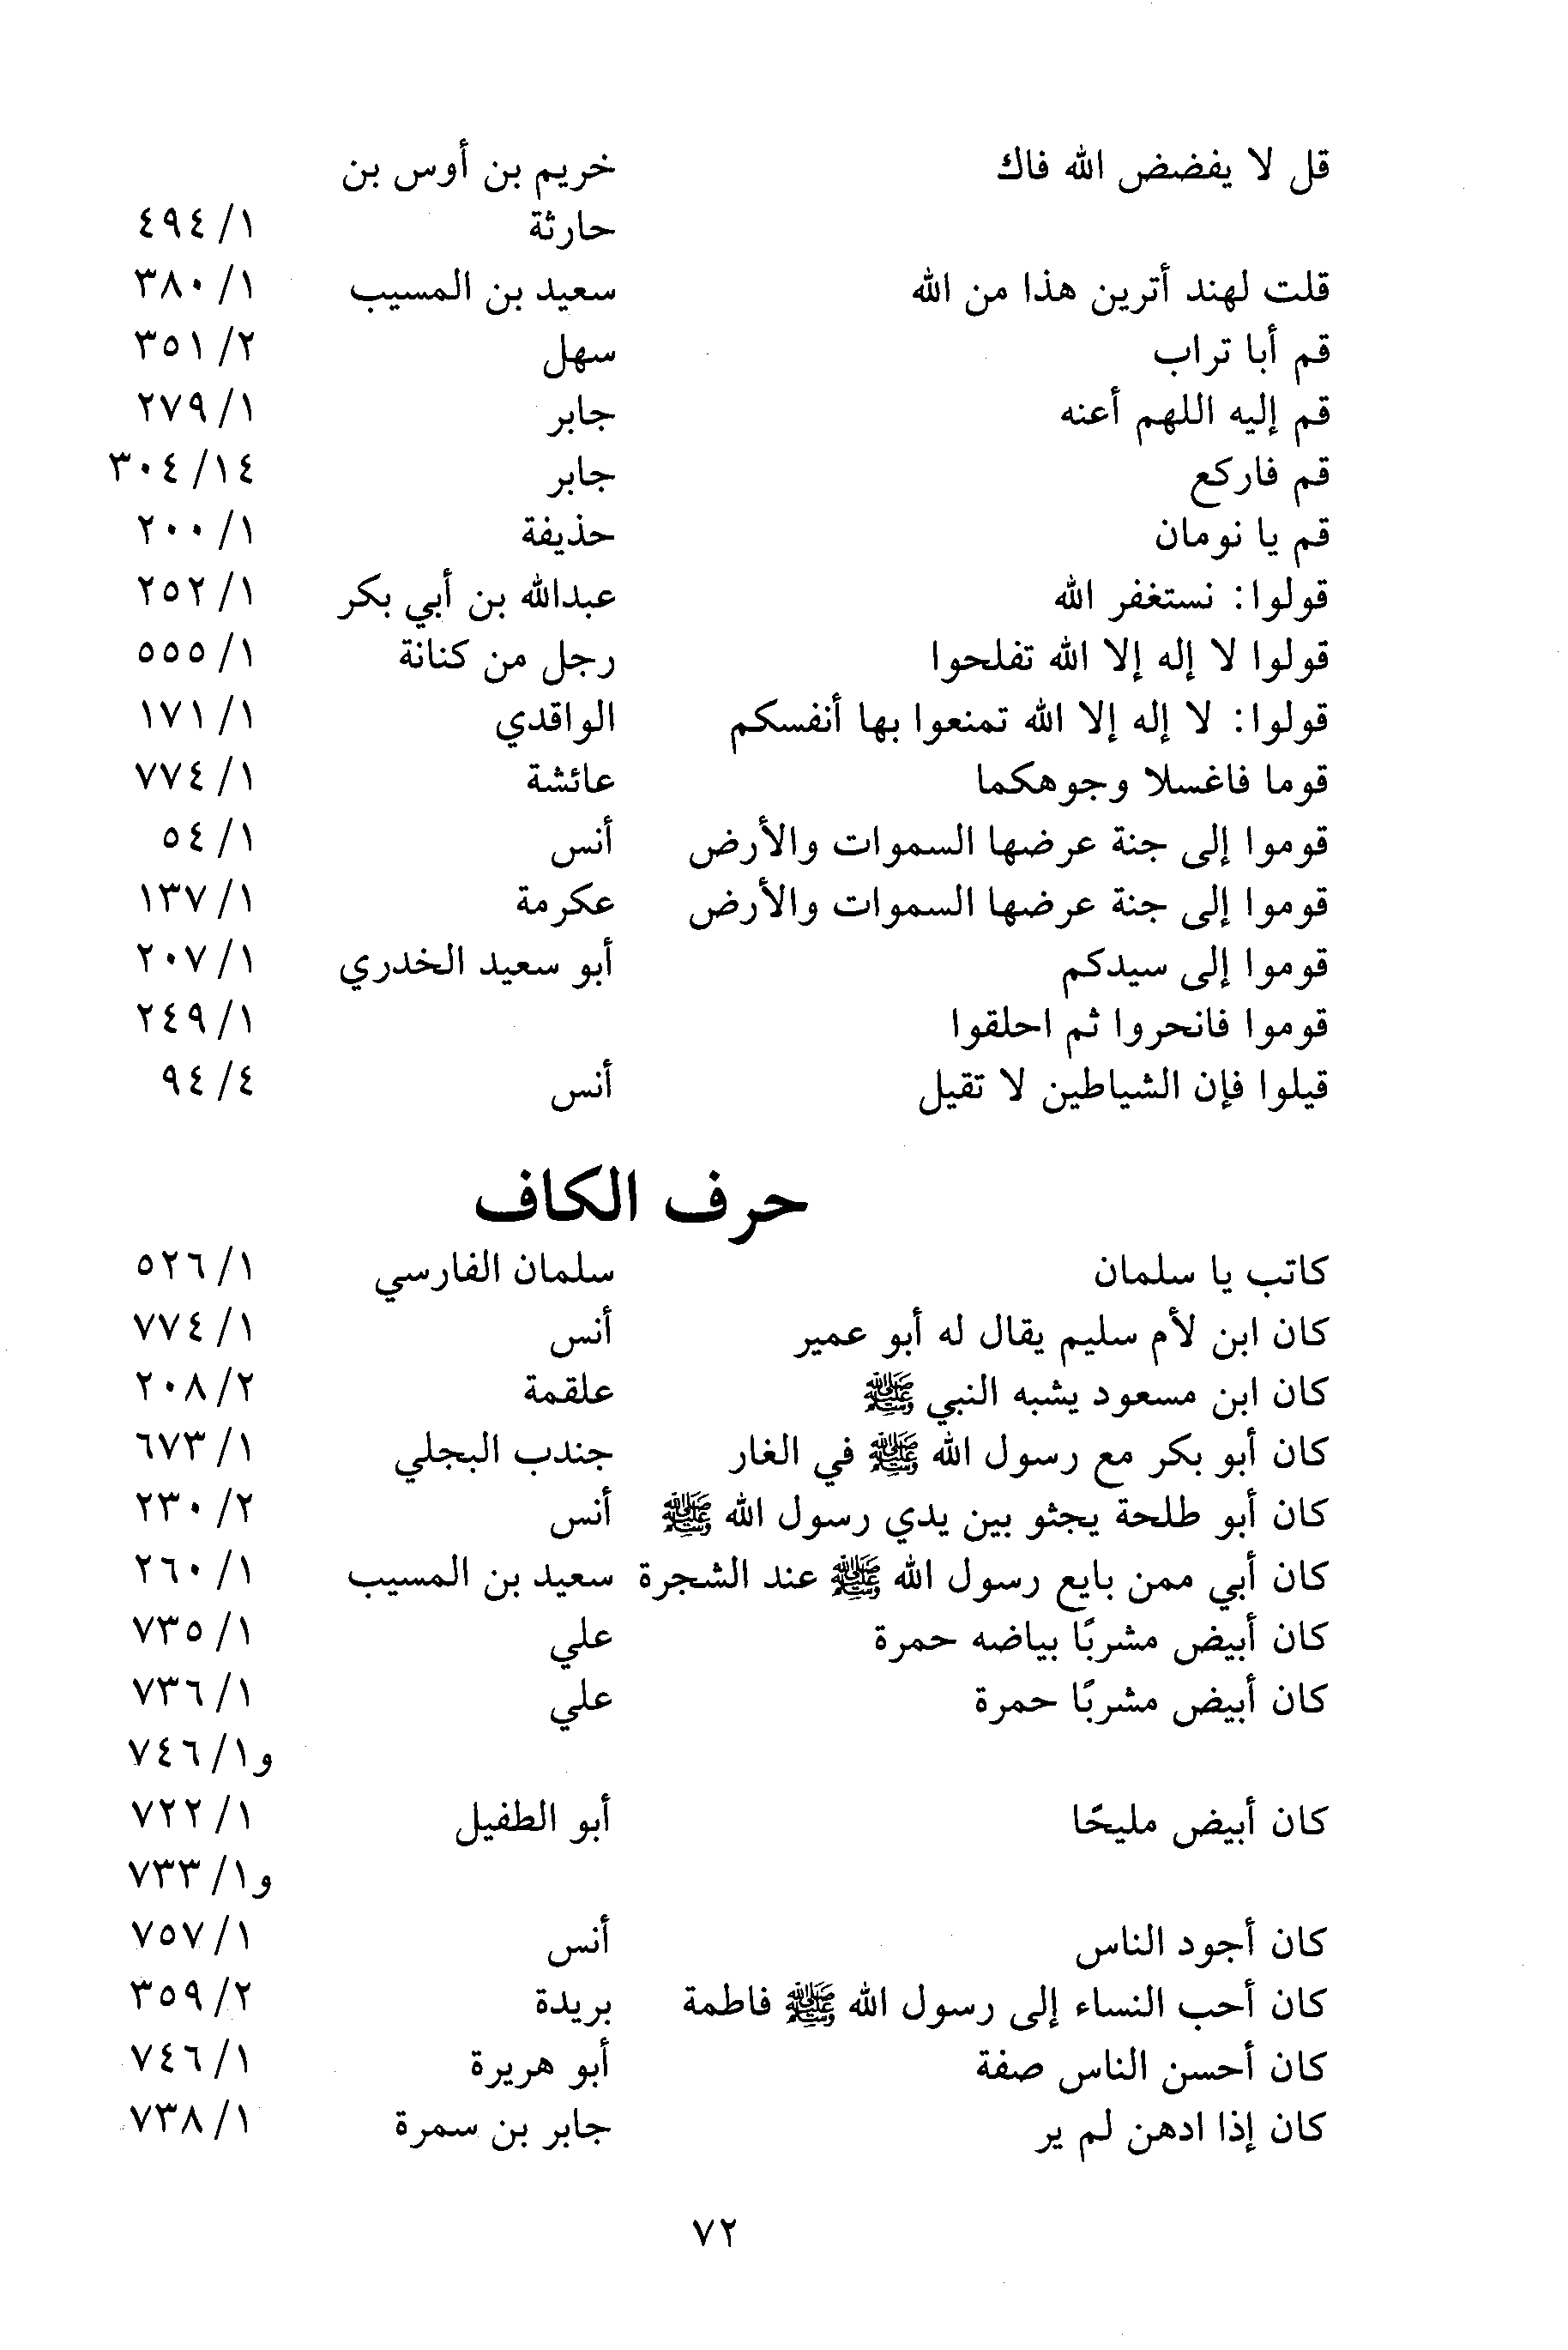 قل لا يفضض الله فاك خريم بن أوس بن
حارثة ١/ ٤٩٤
قلت لهند أترين هذا من الله سعيد بن المسيب ١/ ٣٨٠
قم أبا تراب سهل ٢/ ٣٥١
قم إليه اللهم أعنه جابر ١/ ٢٧٩
قم فاركع جابر ١٤/ ٣٠٤
قم يا نومان حذيفة ١/ ٢٠٠
قولوا: نستغفر الله عبدالله بن أبي بكر ١/ ٢٥٢
قولوا لا إله إلا الله تفلحوا رجل من كنانة ١/ ٥٥٥
قولوا: لا إله إلا الله تمنعوا بها أنفسكم الواقدي ١/ ١٧١
قوما فاغسلا وجوهكما عائشة ١/ ٧٧٤
قوموا إلى جنة عرضها السموات والأرض أنس ١/ ٥٤
قوموا إلى جنة عرضها السموات والأرض عكرمة ١/ ١٣٧
قوموا إلى سيدكم أبو سعيد الخدري ١/ ٢٠٧
قوموا فانحروا ثم احلقوا ١/ ٢٤٩
قيلوا فإن الشياطين لا تقيل أنس ٤/ ٩٤
حرف الكاف
كاتب يا سلمان سلمان الفارسي ١/ ٥٢٦
كان ابن لأم سليم يقال له أبو عمير أنس ١/ ٧٧٤
كان ابن مسعود يشبه النبي ﷺ علقمة ٢/ ٢٠٨
كان أبو بكر مع رسول الله ﷺ في الغار جندب البجلي ١/ ٦٧٣
كان أبو طلحة يجثو بين يدي رسول الله ﷺ أنس ٢/ ٢٣٠
كان أبي ممن بايع رسول الله ﷺ عند الشجرة سعيد بن المسيب ١/ ٢٦٠
كان أبيض مشربًا بياضه حمرة علي ١/ ٧٣٥
كان أبيض مشربًا حمرة علي ١/ ٧٣٦
و١/ ٧٤٦
كان أبيض مليحًا أبو الطفيل ١/ ٧٢٢
و١/ ٧٣٣
كان أجود الناس أنس ١/ ٧٥٧
كان أحب النساء إلى رسول الله ﷺ فاطمة بريدة ٢/ ٣٥٩
كان أحسن الناس صفة أبو هريرة ١/ ٧٤٦
كان إذا ادهن لم ير جابر بن سمرة ١/ ٧٣٨
٧٢